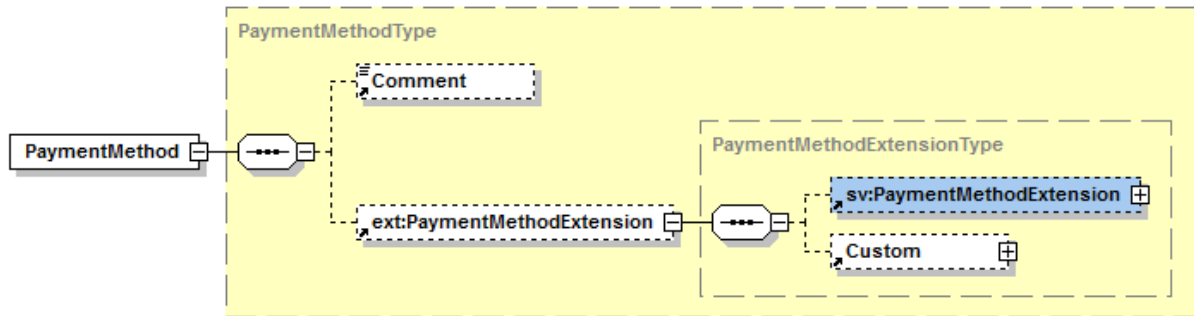 PaymentMethodType
Comment
PaymentMethod
PaymentMethodExtensionType
sv:PaymentMethodExtension
ext:PaymentMethodExtension
Custom